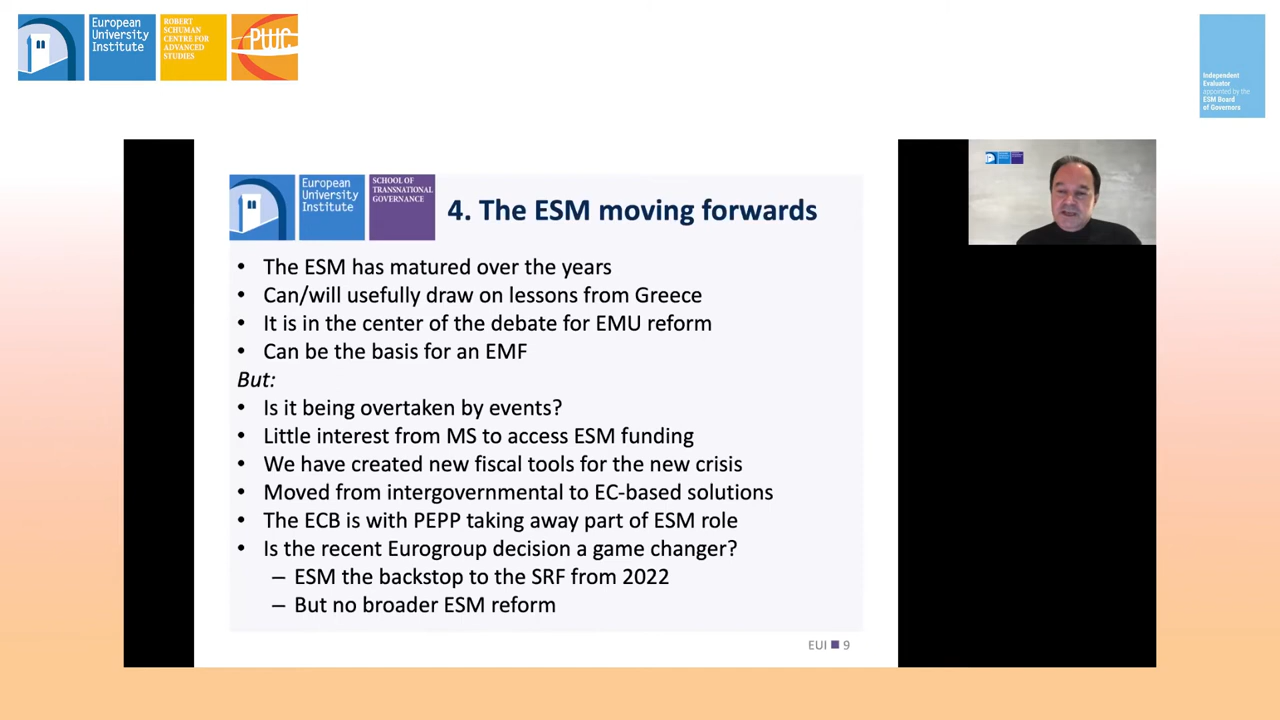 European
University
Institute
ROBERT
SCHUMAN
CENTRE FOR
ADVANCED
STUDIES
PWC
Independent
Evaluator
appointed by the
ESM Board
of Governors
European
University
Institute
SCHOOL OF
TRANSNATIONAL
GOVERNANCE
4. The ESM moving forwards
• The ESM has matured over the years
• Can/will usefully draw on lessons from Greece
• It is in the center of the debate for EMU reform
• Can be the basis for an EMF
But:
• Is it being overtaken by events?
• Little interest from MS to access ESM funding
• We have created new fiscal tools for the new crisis
• Moved from intergovernmental to EC-based solutions
• The ECB is with PEPP taking away part of ESM role
• Is the recent Eurogroup decision a game changer?
– ESM the backstop to the SRF from 2022
– But no broader ESM reform
EUI ■ 9